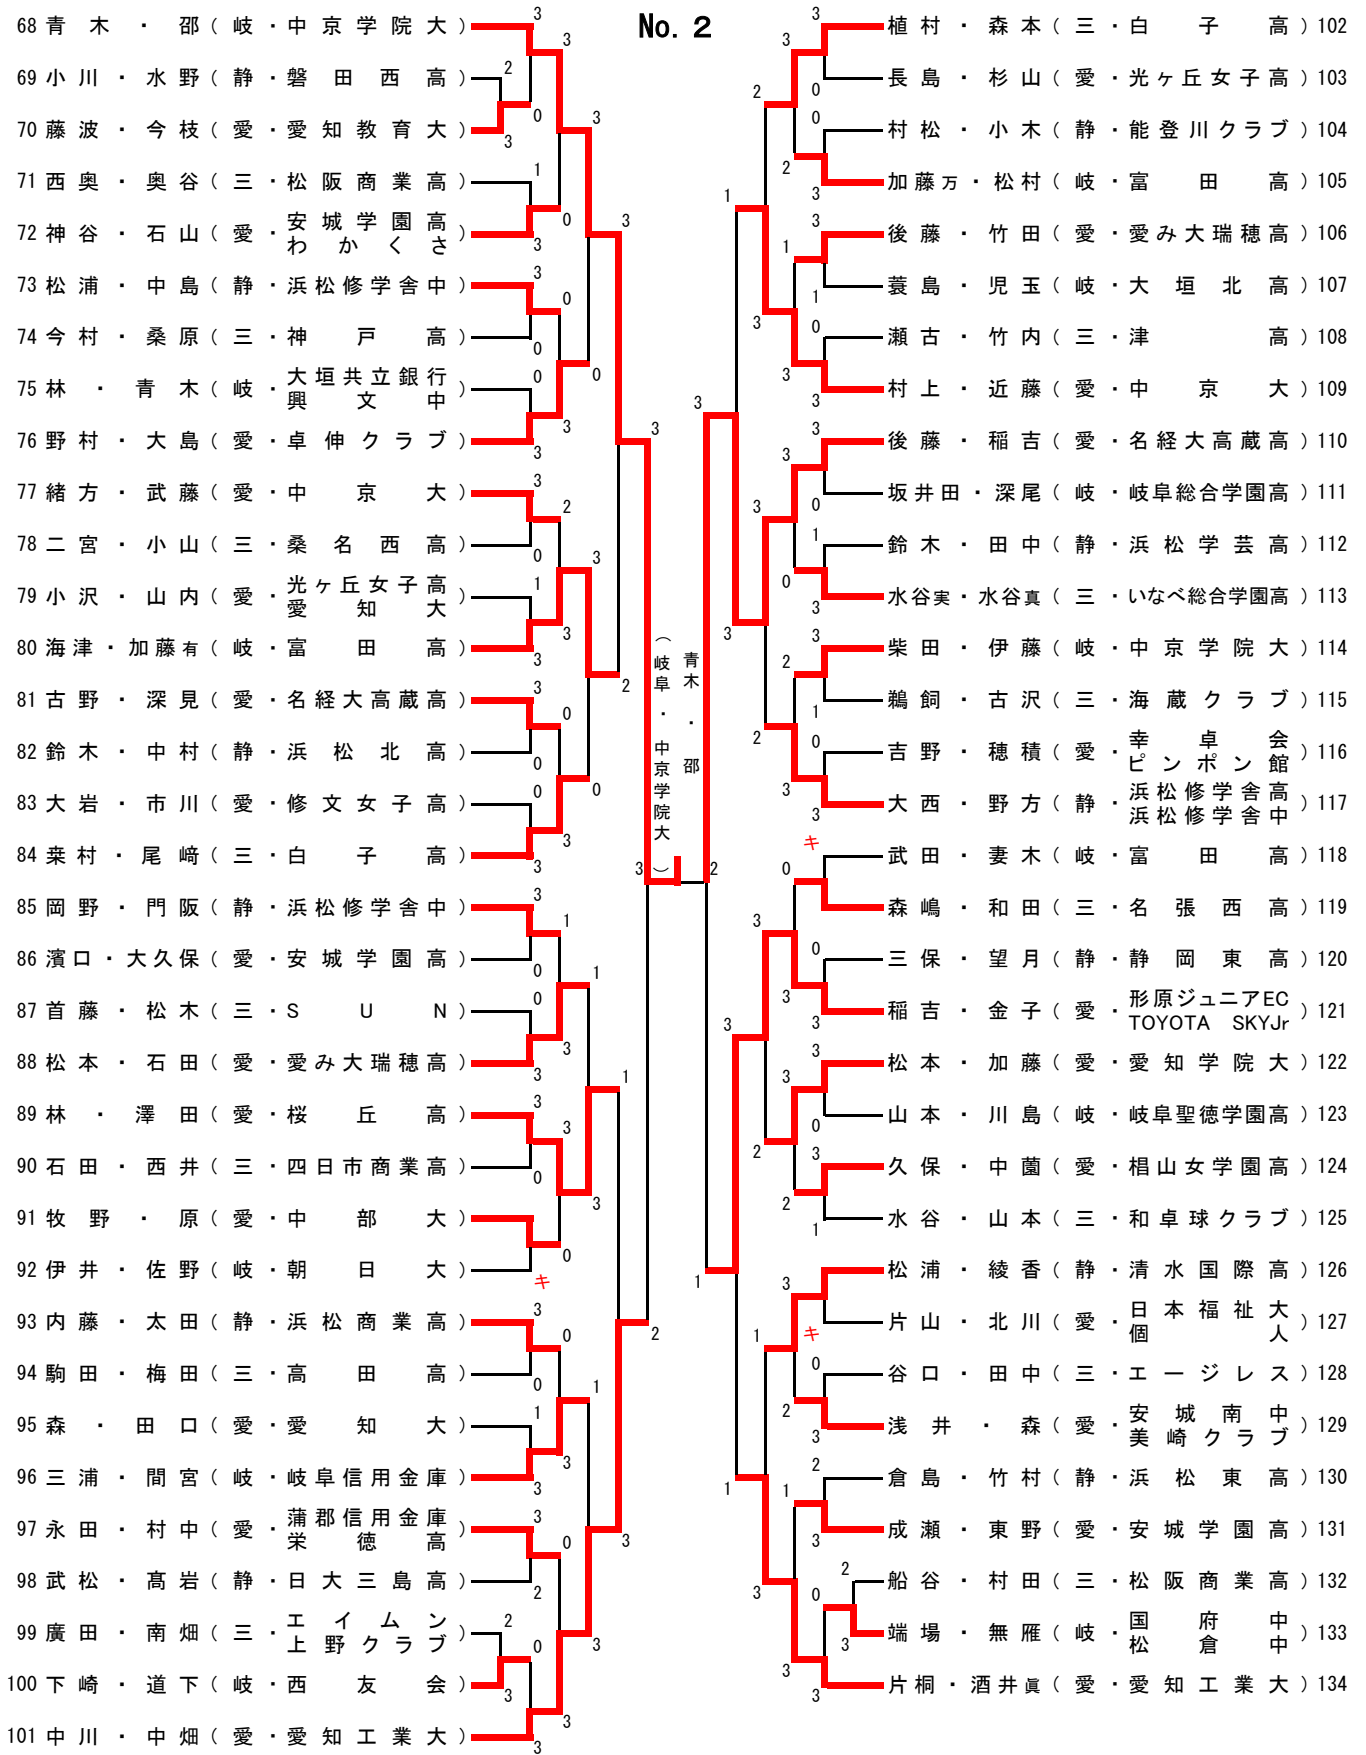 No. 2
68 青木・邵 (岐・中京学院大)
69 小川・水野 (静・磐田西高)
70 藤波・今枝 (愛・愛知教育大)
71 西奥・奥谷 (三・松阪商業高)
72 神谷・石山 (愛・安城学園高 わかくさ)
73 松浦・中島 (静・浜松修学舎中)
74 今村・桑原 (三・神戸高)
75 林・青木 (岐・大垣共立銀行 興文中)
76 野村・大島 (愛・卓伸クラブ)
77 緒方・武藤 (愛・中京大)
78 二宮・小山 (三・桑名西高)
79 小沢・山内 (愛・光ヶ丘女子高 愛知大)
80 海津・加藤有 (岐・富田高)
81 古野・深見 (愛・名経大高蔵高)
82 鈴木・中村 (静・浜松北高)
83 大岩・市川 (愛・修文女子高)
84 桒村・尾﨑 (三・白子高)
85 岡野・門阪 (静・浜松修学舎中)
86 濱口・大久保 (愛・安城学園高)
87 首藤・松木 (三・SUN)
88 松本・石田 (愛・愛み大瑞穂高)
89 林・澤田 (愛・桜丘高)
90 石田・西井 (三・四日市商業高)
91 牧野・原 (愛・中部大)
92 伊井・佐野 (岐・朝日大)
93 内藤・太田 (静・浜松商業高)
94 駒田・梅田 (三・高田高)
95 森・田口 (愛・愛知大)
96 三浦・間宮 (岐・岐阜信用金庫)
97 永田・村中 (愛・蒲郡信用金庫 栄徳高)
98 武松・髙岩 (静・日大三島高)
99 廣田・南畑 (三・エイムン 上野クラブ)
100 下崎・道下 (岐・西友会)
101 中川・中畑 (愛・愛知工業大)
青木・邵
(岐阜・中京学院大)
植村・森本 (三・白子高) 102
長島・杉山 (愛・光ヶ丘女子高) 103
村松・小木 (静・能登川クラブ) 104
加藤万・松村 (岐・富田高) 105
後藤・竹田 (愛・愛み大瑞穂高) 106
蓑島・児玉 (岐・大垣北高) 107
瀬古・竹内 (三・津高) 108
村上・近藤 (愛・中京大) 109
後藤・稲吉 (愛・名経大高蔵高) 110
坂井田・深尾 (岐・岐阜総合学園高) 111
鈴木・田中 (静・浜松学芸高) 112
水谷実・水谷真 (三・いなべ総合学園高) 113
柴田・伊藤 (岐・中京学院大) 114
鵜飼・古沢 (三・海蔵クラブ) 115
吉野・穂積 (愛・幸卓会 ピンポン館) 116
大西・野方 (静・浜松修学舎高 浜松修学舎中) 117
武田・妻木 (岐・富田高) 118
森嶋・和田 (三・名張西高) 119
三保・望月 (静・静岡東高) 120
稲吉・金子 (愛・形原ジュニアEC TOYOTA SKYJr) 121
松本・加藤 (愛・愛知学院大) 122
山本・川島 (岐・岐阜聖徳学園高) 123
久保・中薗 (愛・椙山女学園高) 124
水谷・山本 (三・和卓球クラブ) 125
松浦・綾香 (静・清水国際高) 126
片山・北川 (愛・日本福祉大 個人) 127
谷口・田中 (三・エージレス) 128
浅井・森 (愛・安城南中 美崎クラブ) 129
倉島・竹村 (静・浜松東高) 130
成瀬・東野 (愛・安城学園高) 131
船谷・村田 (三・松阪商業高) 132
端場・無雁 (岐・国府中 松倉中) 133
片桐・酒井眞 (愛・愛知工業大) 134
キ
キ
キ